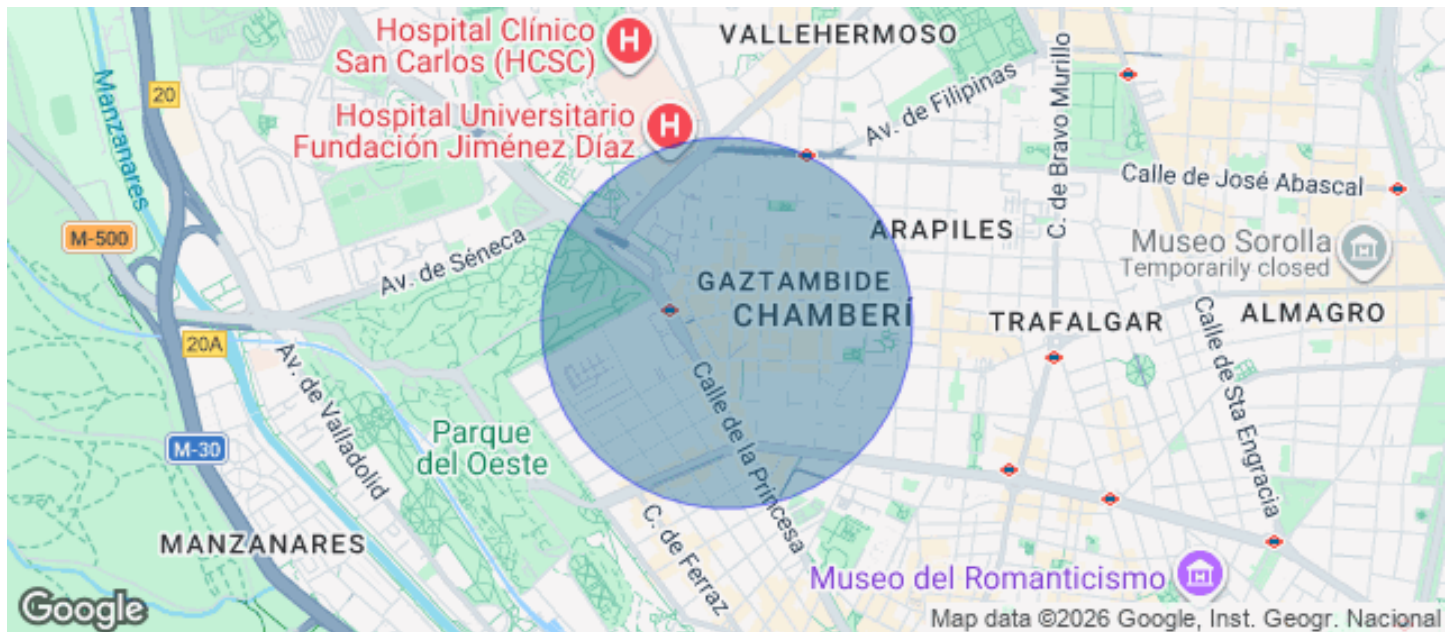 Hospital Clínico
San Carlos (HCSC)
VALLEHERMOSO
Manzanares
20
Hospital Universitario
Fundación Jiménez Díaz
Av. de Filipinas
C. de Bravo Murillo
Calle de José Abascal
M-500
Av. de Séneca
ARAPILES
Museo Sorolla
Temporarily closed
GAZTAMBIDE
CHAMBERÍ
TRAFALGAR
ALMAGRO
20A
Av. de Valladolid
Calle de la Princesa
Calle de Sta Engracia
M-30
Parque
del Oeste
MANZANARES
C. de Ferraz
Museo del Romanticismo
Google
Map data ©2026 Google, Inst. Geogr. Nacional